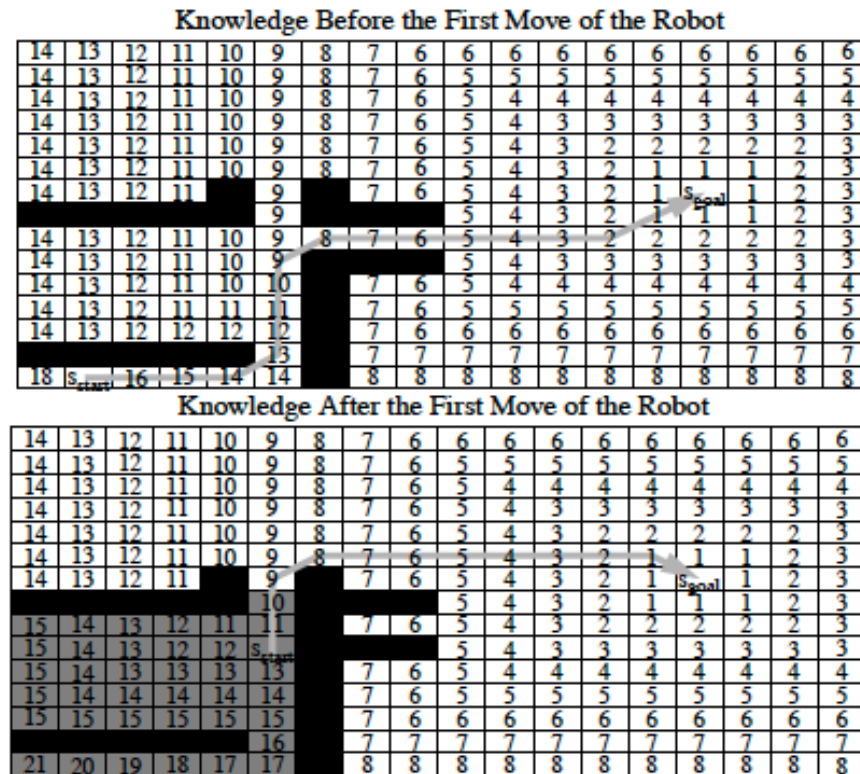 Knowledge Before the First Move of the Robot
14 13 12 11 10 9 8 7 6 6 6 6 6 6 6 6 6 6
14 13 12 11 10 9 8 7 6 5 5 5 5 5 5 5 5 5
14 13 12 11 10 9 8 7 6 5 4 4 4 4 4 4 4 4
14 13 12 11 10 9 8 7 6 5 4 3 3 3 3 3 3 3
14 13 12 11 10 9 8 7 6 5 4 3 2 2 2 2 2 3
14 13 12 11 10 9 8 7 6 5 4 3 2 1 1 1 2 3
14 13 12 11 9 7 6 5 4 3 2 1 Sgoal 1 2 3
9 5 4 3 2 1 1 1 2 3
14 13 12 11 10 9 8 7 6 5 4 3 2 2 2 2 2 3
14 13 12 11 10 9 5 4 3 3 3 3 3 3 3
14 13 12 11 10 10 7 6 5 4 4 4 4 4 4 4 4
14 13 12 11 11 11 7 6 5 5 5 5 5 5 5 5 5
14 13 12 12 12 12 7 6 6 6 6 6 6 6 6 6 6
13 7 7 7 7 7 7 7 7 7 7 7
18 Sstart 16 15 14 14 8 8 8 8 8 8 8 8 8 8 8
Knowledge After the First Move of the Robot
14 13 12 11 10 9 8 7 6 6 6 6 6 6 6 6 6 6
14 13 12 11 10 9 8 7 6 5 5 5 5 5 5 5 5 5
14 13 12 11 10 9 8 7 6 5 4 4 4 4 4 4 4 4
14 13 12 11 10 9 8 7 6 5 4 3 3 3 3 3 3 3
14 13 12 11 10 9 8 7 6 5 4 3 2 2 2 2 2 3
14 13 12 11 10 9 8 7 6 5 4 3 2 1 1 1 2 3
14 13 12 11 9 7 6 5 4 3 2 1 Sgoal 1 2 3
10 5 4 3 2 1 1 1 2 3
15 14 13 12 11 11 7 6 5 4 3 2 2 2 2 2 3
15 14 13 12 12 Sstart 5 4 3 3 3 3 3 3 3
15 14 13 13 13 13 7 6 5 4 4 4 4 4 4 4 4
15 14 14 14 14 14 7 6 5 5 5 5 5 5 5 5 5
15 15 15 15 15 15 7 6 6 6 6 6 6 6 6 6 6
16 7 7 7 7 7 7 7 7 7 7 7
21 20 19 18 17 17 8 8 8 8 8 8 8 8 8 8 8